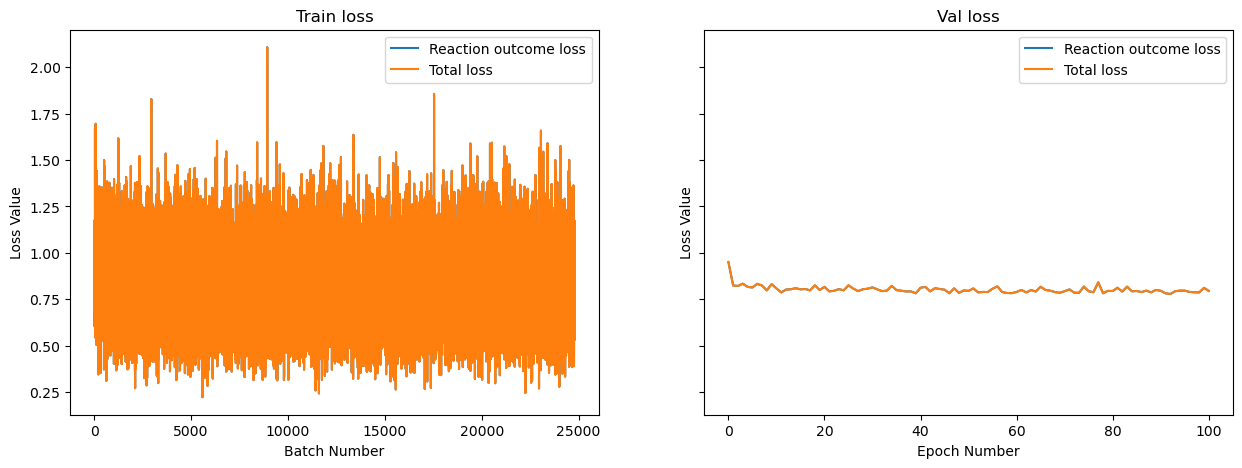 Train loss
Loss Value
2.00
1.75
1.50
1.25
1.00
0.75
0.50
0.25
Reaction outcome loss
Total loss
0 5000 10000 15000 20000 25000
Batch Number
Val loss
Loss Value
Reaction outcome loss
Total loss
0 20 40 60 80 100
Epoch Number